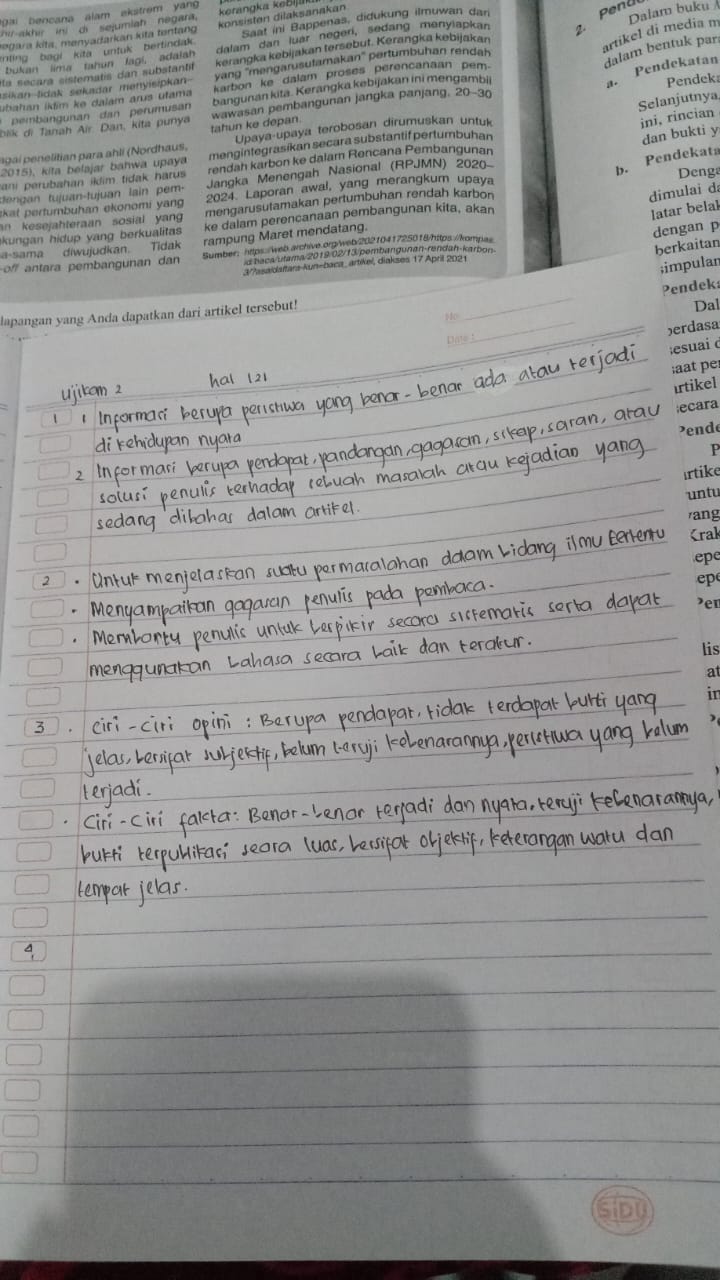 gai bencana alam ekstrem yang
hir-akhir ini di sejumlah negara,
egara kita, menyadarkan kita tentang
nting bagi kita untuk bertindak.
bukan lima tahun lagi, adalah
ita secara sistematis dan substantif
sikan–tidak sekadar menyisipkan–
ubahan iklim ke dalam arus utama
pembangunan dan perumusan
blik di Tanah Air. Dan, kita punya
agai penelitian para ahli (Nordhaus,
2015), kita belajar bahwa upaya
ani perubahan iklim tidak harus
dengan tujuan-tujuan lain pem-
kat pertumbuhan ekonomi yang
an kesejahteraan sosial yang
kungan hidup yang berkualitas
a-sama diwujudkan. Tidak
-off antara pembangunan dan
kerangka kebijakan
konsisten dilaksanakan.
Saat ini Bappenas, didukung ilmuwan dari
dalam dan luar negeri, sedang menyiapkan
kerangka kebijakan tersebut. Kerangka kebijakan
yang "mengarusutamakan" pertumbuhan rendah
karbon ke dalam proses perencanaan pem-
bangunan kita. Kerangka kebijakan ini mengambil
wawasan pembangunan jangka panjang, 20–30
tahun ke depan.
Upaya-upaya terobosan dirumuskan untuk
mengintegrasikan secara substantif pertumbuhan
rendah karbon ke dalam Rencana Pembangunan
Jangka Menengah Nasional (RPJMN) 2020–
2024. Laporan awal, yang merangkum upaya
mengarusutamakan pertumbuhan rendah karbon
ke dalam perencanaan pembangunan kita, akan
rampung Maret mendatang.
Sumber: https://web.archive.org/web/2021041725018/https://kompas.
id/baca/utama/2019/02/13/pembangunan-rendah-karbon-
3/?asaldaftara-kun=baca_artikel, diakses 17 April 2021
lapangan yang Anda dapatkan dari artikel tersebut!
2.
Dalam buku
artikel di media m
dalam bentuk par
a. Pendekatan
Pendek
Selanjutnya
ini, rincian
dan bukti y
b. Pendekata
Denga
dimulai da
latar belak
dengan p
berkaitan
simpulan
Pendeka
Dal
berdasa
sesuai d
saat pe
artikel
secara
Pende
P
artike
untu
rang
Krak
epe
epe
Pen
lis
at
in
No:
Date:
ujikom 2 hal 121
1 1 Informasi berupa peristiwa yang benar-benar ada atau terjadi
di kehidupan nyata
2 Informasi berupa pendapat, pandangan, gagasan, sikap, saran, atau
solusi penulis terhadap sebuah masalah atau kejadian yang
sedang dibahas dalam artikel.
2 • Untuk menjelaskan suatu permasalahan dalam bidang ilmu tertentu
• Menyampaikan gagasan penulis pada pembaca.
• Membantu penulis untuk berpikir secara sistematis serta dapat
menggunakan bahasa secara baik dan teratur.
3 • ciri-ciri opini : Berupa pendapat, tidak terdapat bukti yang
jelas, bersifat subjektif, belum teruji kebenarannya, peristiwa yang belum
terjadi.
• Ciri-Ciri fakta: Benar-benar terjadi dan nyata, teruji kebenarannya,
bukti terpublikasi seara luas, bersifat objektif, keterangan watu dan
tempat jelas.
4,
SiDU